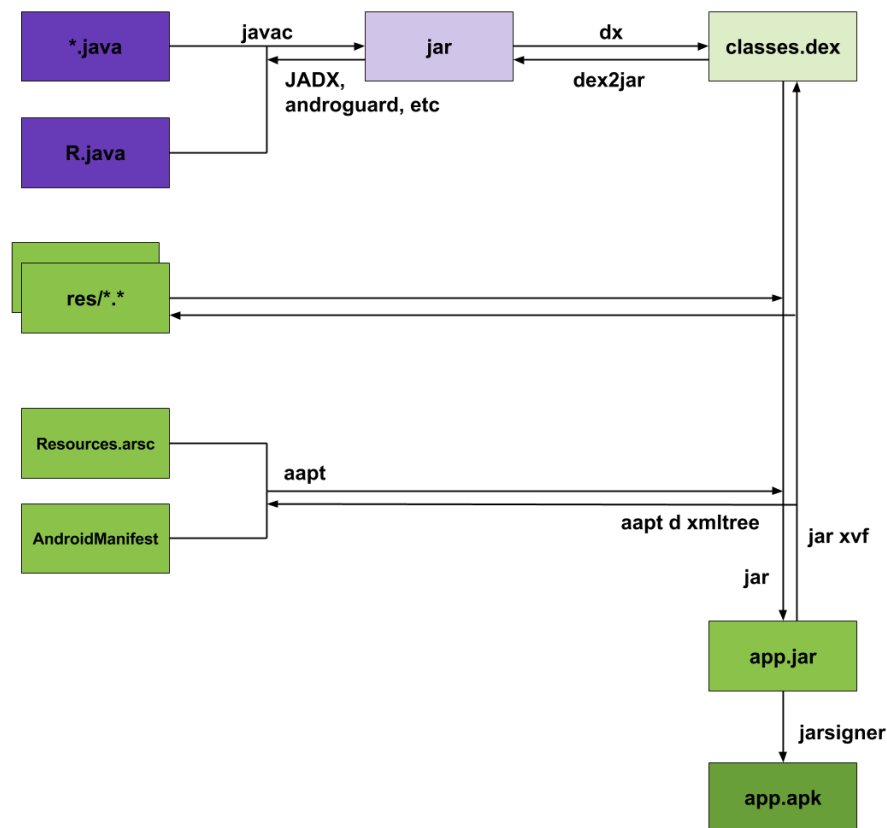 *.java
javac
jar
dx
classes.dex
JADX,
androguard, etc
dex2jar
R.java
res/*.*
Resources.arsc
aapt
AndroidManifest
aapt d xmltree
jar xvf
jar
app.jar
jarsigner
app.apk